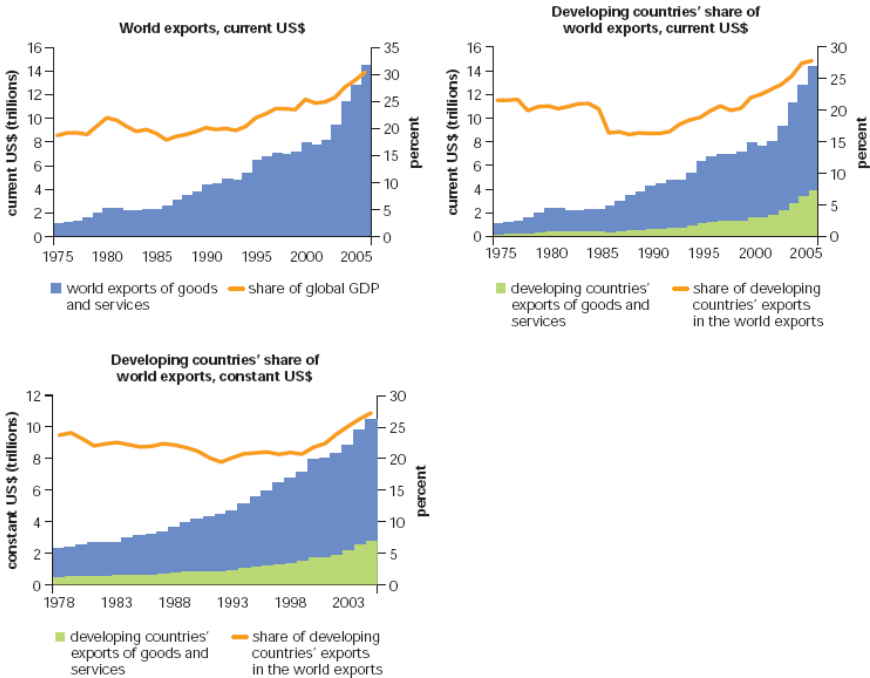 World exports, current US$
current US$ (trillions)
16
14
12
10
8
6
4
2
0
35
30
25
20
15
10
5
0
percent
1975 1980 1985 1990 1995 2000 2005
world exports of goods and services
share of global GDP
Developing countries' share of
world exports, current US$
current US$ (trillions)
16
14
12
10
8
6
4
2
0
30
25
20
15
10
5
0
percent
1975 1980 1985 1990 1995 2000 2005
developing countries'
exports of goods and
services
share of developing
countries' exports
in the world exports
Developing countries' share of
world exports, constant US$
constant US$ (trillions)
12
10
8
6
4
2
0
30
25
20
15
10
5
0
percent
1978 1983 1988 1993 1998 2003
developing countries'
exports of goods and
services
share of developing
countries' exports
in the world exports